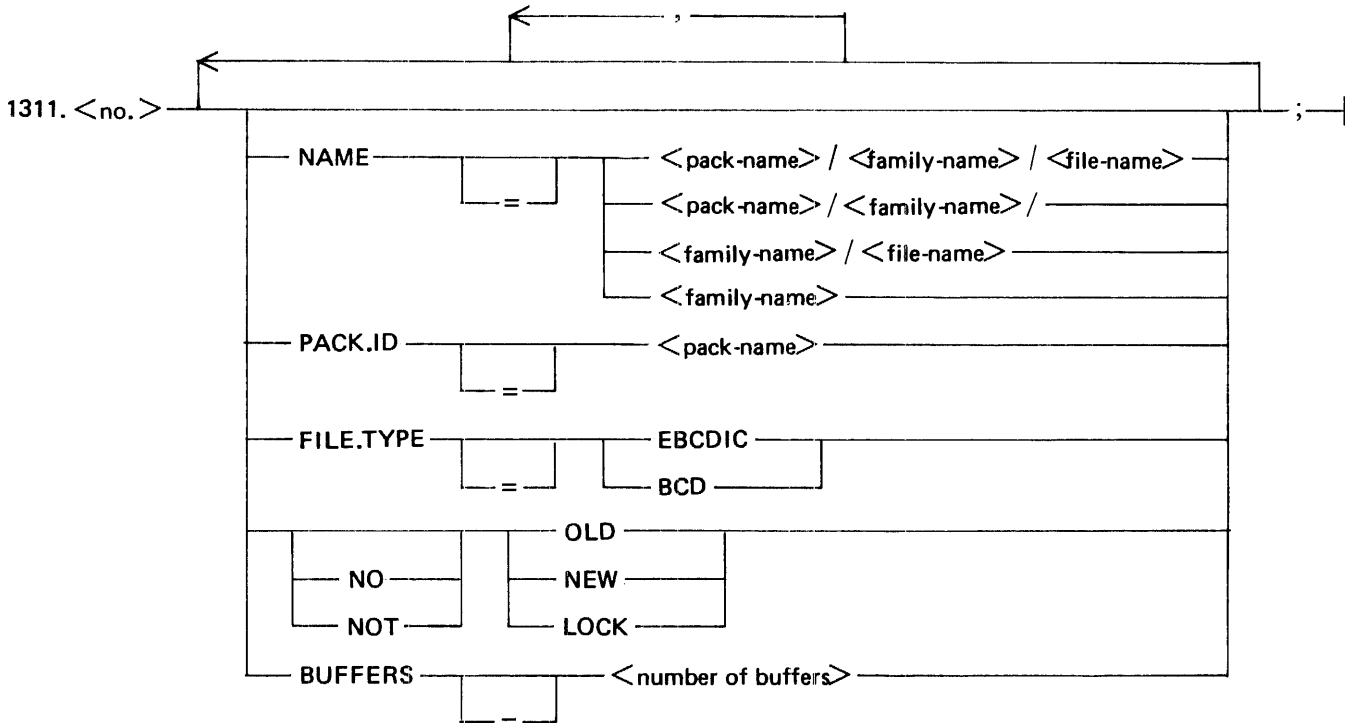 ,
1311. <no.> ;
NAME = <pack-name> / <family-name> / <file-name>
<pack-name> / <family-name> /
<family-name> / <file-name>
<family-name>
PACK.ID = <pack-name>
FILE.TYPE = EBCDIC
BCD
OLD
NO NEW
NOT LOCK
BUFFERS = <number of buffers>